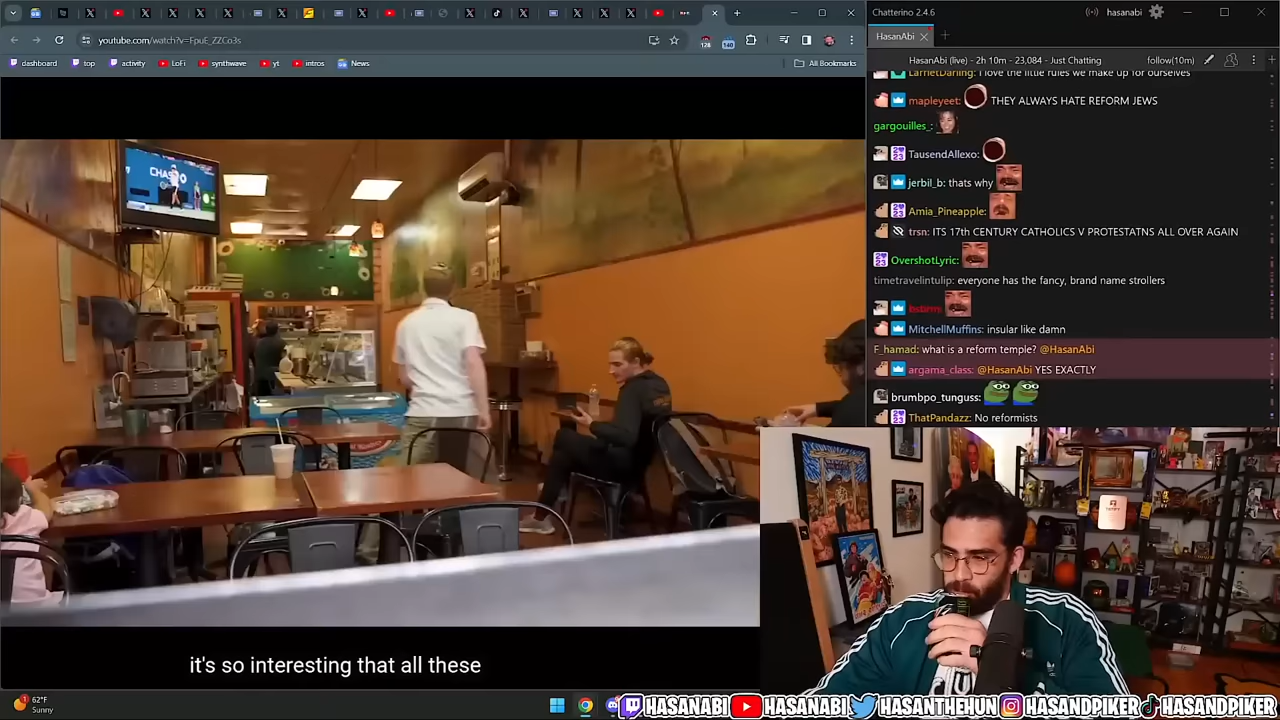 Chatterino 2.4.6
hasanabi
youtube.com/watch?v=FpuE_ZZCo3s
128
340
HasanAbi
dashboard
top
activity
LoFi
synthwave
yt
intros
News
All Bookmarks
HasanAbi (live) - 2h 10m - 23,084 - Just Chatting
follow(10m)
LarrietDarling: I love the little rules we make up for ourselves
mapleyeet: THEY ALWAYS HATE REFORM JEWS
gargouilles_:
TausendAllexo:
jerbil_b: thats why
Amia_Pineapple:
trsn: ITS 17th CENTURY CATHOLICS V PROTESTATNS ALL OVER AGAIN
OvershotLyric:
timetravelintulip: everyone has the fancy, brand name strollers
MitchellMuffins: insular like damn
F_hamad: what is a reform temple? @HasanAbi
argama_class: @HasanAbi YES EXACTLY
brumbpo_tunguss:
ThatPandazz: No reformists
CHASE
it's so interesting that all these
62°F
Sunny
HASANABI
HASANABI
HASANTHEHUN
HASANDPIKER
HASANDPIKER